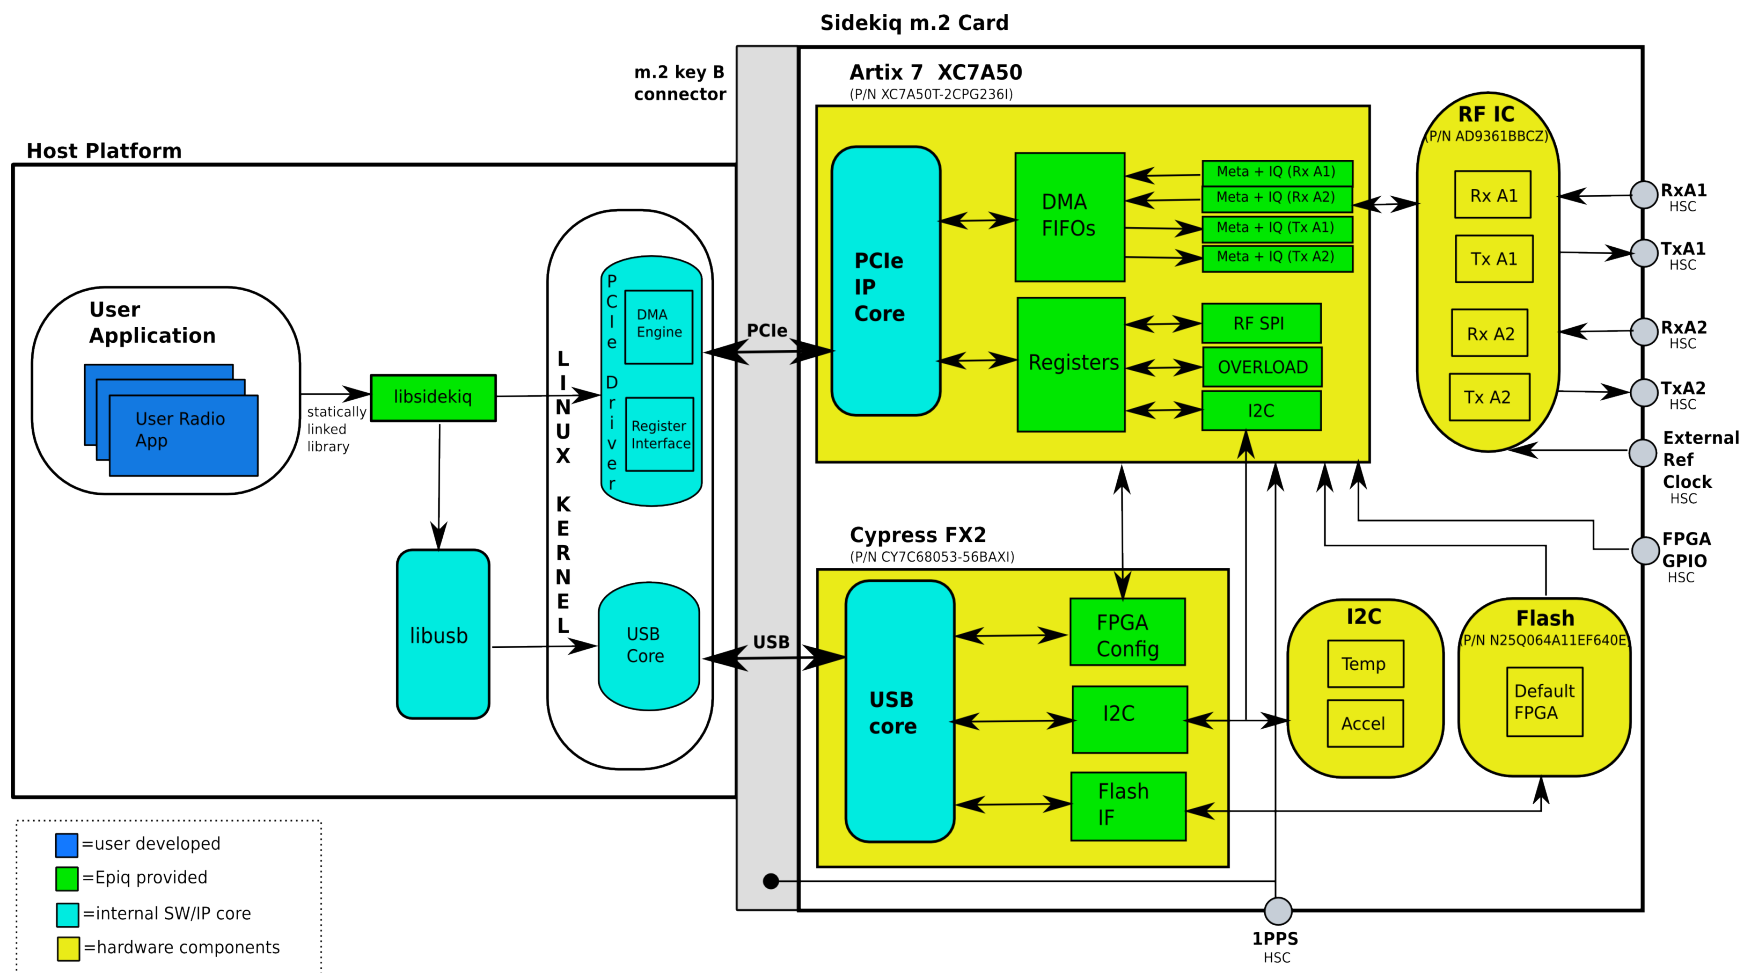 Sidekiq m.2 Card
m.2 key B
connector
Artix 7 XC7A50
(P/N XC7A50T-2CPG236I)
RF IC
(P/N AD9361BBCZ)
Host Platform
PCIe
IP
Core
DMA
FIFOs
Meta + IQ (Rx A1)
Meta + IQ (Rx A2)
Meta + IQ (Tx A1)
Meta + IQ (Tx A2)
Rx A1
Tx A1
Rx A2
Tx A2
RxA1
HSC
TxA1
HSC
RxA2
HSC
TxA2
HSC
External
Ref
Clock
HSC
FPGA
GPIO
HSC
Registers
RF SPI
OVERLOAD
I2C
User
Application
User Radio
App
statically
linked
library
libsidekiq
libusb
LINUX KERNEL
PCIe Driver
DMA
Engine
Register
Interface
USB
Core
PCIe
USB
Cypress FX2
(P/N CY7C68053-56BAXI)
USB
core
FPGA
Config
I2C
Flash
IF
I2C
Temp
Accel
Flash
(P/N N25Q064A11EF640E)
Default
FPGA
1PPS
HSC
=user developed
=Epiq provided
=internal SW/IP core
=hardware components